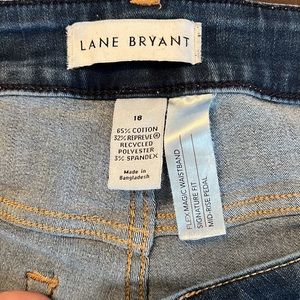 LANE BRYANT
18
65% COTTON
32% REPREVE®
RECYCLED
POLYESTER
3% SPANDEX
Made in
Bangladesh
FLEX MAGIC WAISTBAND
SIGNATURE FIT
MID-RISE PEDAL